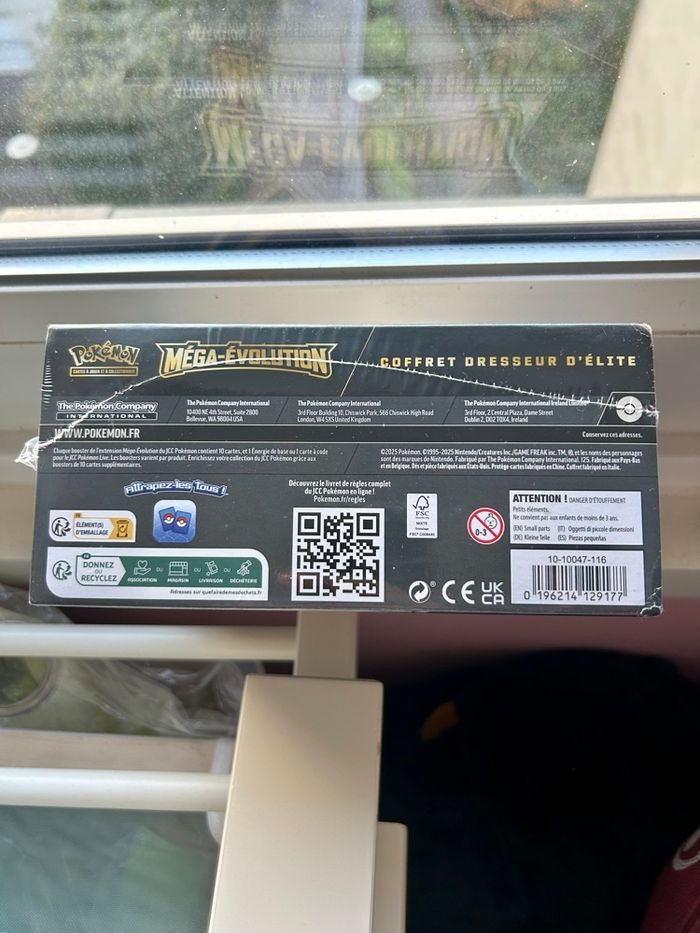 POKéMON
CARTES À JOUER ET À COLLECTIONNER
MÉGA-ÉVOLUTION
COFFRET DRESSEUR D'ÉLITE
The Pokémon Company
INTERNATIONAL
The Pokémon Company International
10400 NE 4th Street, Suite 2800
Bellevue, WA 98004 USA
The Pokémon Company International
3rd Floor Building 10, Chiswick Park, 566 Chiswick High Road
London, W4 5XS United Kingdom
The Pokémon Company International Ireland Limited
3rd Floor, 2 Central Plaza, Dame Street
Dublin 2, D02 T0X4, Ireland
WWW.POKEMON.FR
Conservez ces adresses.
Chaque booster de l'extension Méga-Évolution du JCC Pokémon contient 10 cartes, et 1 Énergie de base ou 1 carte à code
pour le JCC Pokémon Live. Les boosters varient par produit. Enrichissez votre collection du JCC Pokémon grâce aux
boosters de 10 cartes supplémentaires.
©2025 Pokémon. ©1995-2025 Nintendo/Creatures Inc./GAME FREAK inc. TM, ®, et les noms des personnages
sont des marques de Nintendo. Fabriqué par The Pokémon Company International. 125. Fabriqué aux Pays-Bas
et en Belgique. Dés et pièce fabriqués aux États-Unis. Protège-cartes fabriqués en Chine. Coffret fabriqué en Italie.
Attrapez-les Tous !
Découvrez le livret de règles complet
du JCC Pokémon en ligne !
Pokemon.fr/regles
FR
ÉLÉMENT(S)
D'EMBALLAGE
FR
DONNEZ
OU
RECYCLEZ
ASSOCIATION
OU
MAGASIN
OU
LIVRAISON
OU
DÉCHÈTERIE
Adresses sur quefairedemesdechets.fr
FSC
MIXTE
0-3
ATTENTION ! DANGER D'ÉTOUFFEMENT
Petits éléments.
Ne convient pas aux enfants de moins de 3 ans.
(EN) Small parts (IT) Oggetti di piccole dimensioni
(DE) Kleine Teile (ES) Piezas pequeñas
CE
UK
CA
10-10047-116
0 196214 129177